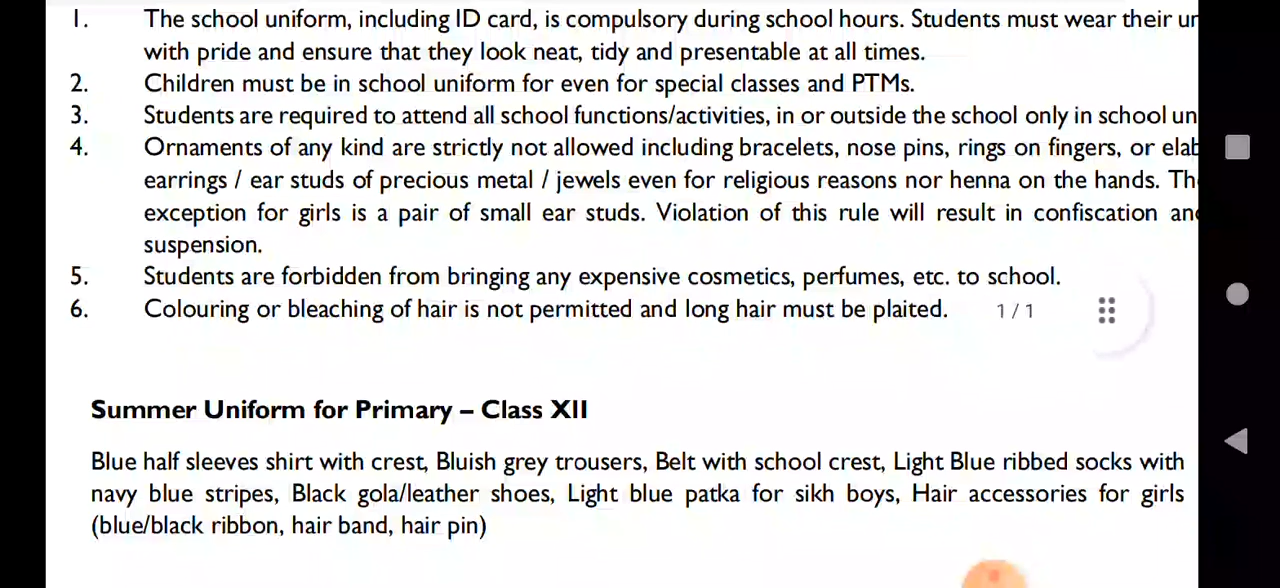 1. The school uniform, including ID card, is compulsory during school hours. Students must wear their
with pride and ensure that they look neat, tidy and presentable at all times.
2. Children must be in school uniform for even for special classes and PTMs.
3. Students are required to attend all school functions/activities, in or outside the school only in school
4. Ornaments of any kind are strictly not allowed including bracelets, nose pins, rings on fingers, or
earrings / ear studs of precious metal / jewels even for religious reasons nor henna on the hands.
exception for girls is a pair of small ear studs. Violation of this rule will result in confiscation
suspension.
5. Students are forbidden from bringing any expensive cosmetics, perfumes, etc. to school.
6. Colouring or bleaching of hair is not permitted and long hair must be plaited. 1 / 1
Summer Uniform for Primary – Class XII
Blue half sleeves shirt with crest, Bluish grey trousers, Belt with school crest, Light Blue ribbed socks with
navy blue stripes, Black gola/leather shoes, Light blue patka for sikh boys, Hair accessories for girls
(blue/black ribbon, hair band, hair pin)